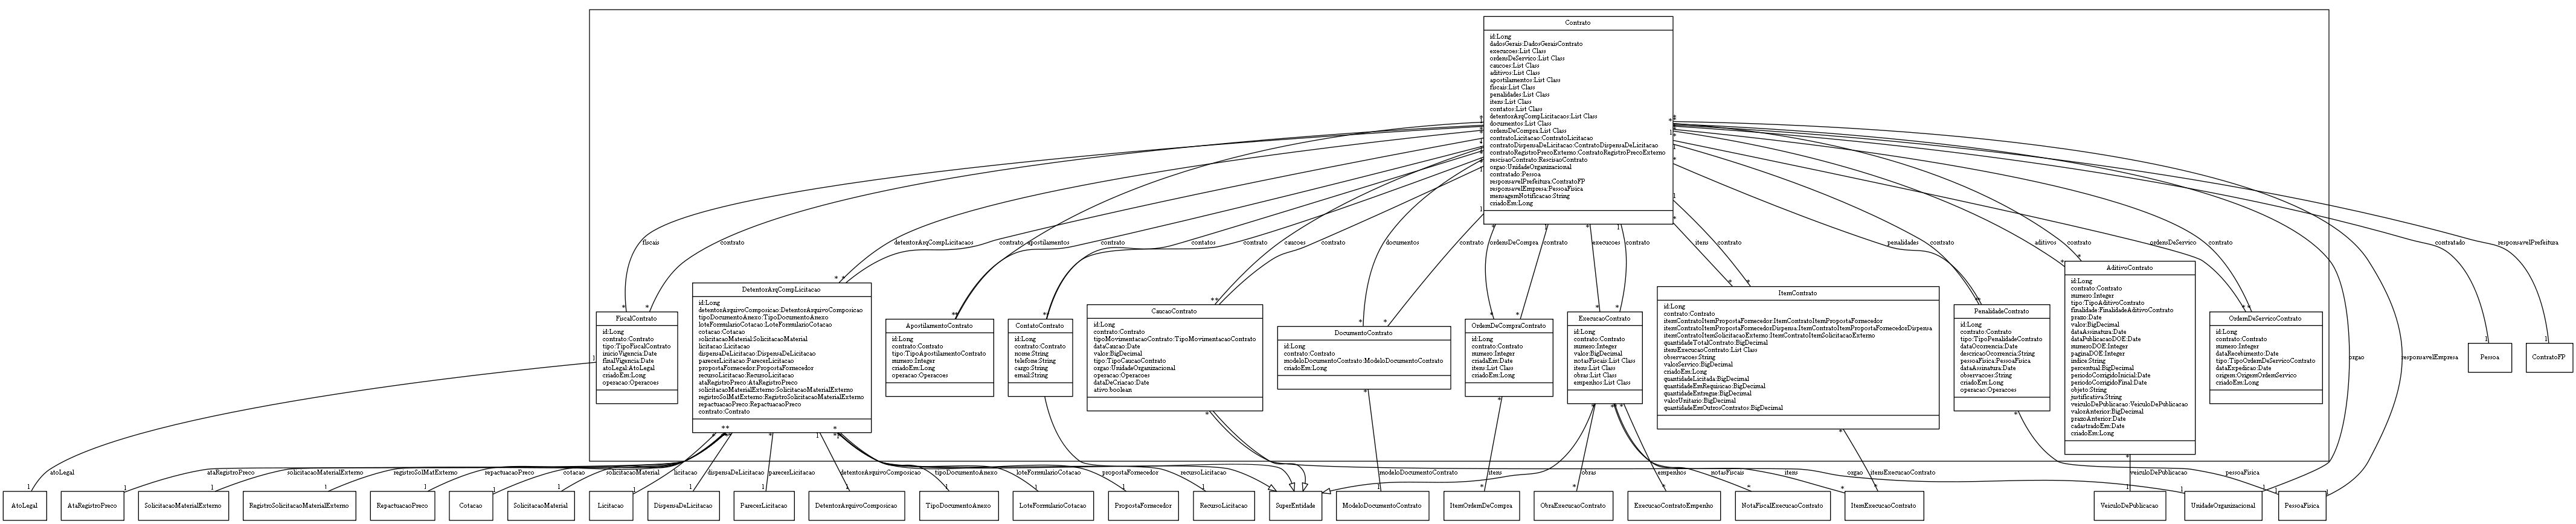 Contrato
id:Long
dadosGerais:DadosGeraisContrato
execucoes:List Class
ordensDeServico:List Class
caucoes:List Class
aditivos:List Class
apostilamentos:List Class
fiscais:List Class
penalidades:List Class
itens:List Class
contatos:List Class
detentorArqCompLicitacaos:List Class
documentos:List Class
ordensDeCompra:List Class
contratoLicitacao:ContratoLicitacao
contratoDispensaDeLicitacao:ContratoDispensaDeLicitacao
contratoRegistroPrecoExterno:ContratoRegistroPrecoExterno
rescisaoContrato:RescisaoContrato
orgao:UnidadeOrganizacional
contratado:Pessoa
responsavelPrefeitura:ContratoFP
responsavelEmpresa:PessoaFisica
mensagemNotificacao:String
criadoEm:Long
fiscais
contrato
detentorArqCompLicitacaos
contrato
apostilamentos
contrato
contatos
contrato
caucoes
contrato
documentos
contrato
ordensDeCompra
contrato
execucoes
contrato
itens
contrato
penalidades
contrato
aditivos
contrato
ordensDeServico
contrato
contratado
responsavelPrefeitura
FiscalContrato
id:Long
contrato:Contrato
tipo:TipoFiscalContrato
inicioVigencia:Date
finalVigencia:Date
atoLegal:AtoLegal
criadoEm:Long
operacao:Operacoes
DetentorArqCompLicitacao
id:Long
detentorArquivoComposicao:DetentorArquivoComposicao
tipoDocumentoAnexo:TipoDocumentoAnexo
loteFormularioCotacao:LoteFormularioCotacao
cotacao:Cotacao
solicitacaoMaterial:SolicitacaoMaterial
licitacao:Licitacao
dispensaDeLicitacao:DispensaDeLicitacao
parecerLicitacao:ParecerLicitacao
propostaFornecedor:PropostaFornecedor
recursoLicitacao:RecursoLicitacao
ataRegistroPreco:AtaRegistroPreco
solicitacaoMaterialExterno:SolicitacaoMaterialExterno
registroSolMatExterno:RegistroSolicitacaoMaterialExterno
repactuacaoPreco:RepactuacaoPreco
contrato:Contrato
ApostilamentoContrato
id:Long
contrato:Contrato
tipo:TipoApostilamentoContrato
numero:Integer
criadoEm:Long
operacao:Operacoes
ContatoContrato
id:Long
contrato:Contrato
nome:String
telefone:String
cargo:String
email:String
CaucaoContrato
id:Long
contrato:Contrato
tipoMovimentacaoContrato:TipoMovimentacaoContrato
dataCaucao:Date
valor:BigDecimal
tipo:TipoCaucaoContrato
orgao:UnidadeOrganizacional
operacao:Operacoes
dataDeCriacao:Date
ativo:boolean
DocumentoContrato
id:Long
contrato:Contrato
modeloDocumentoContrato:ModeloDocumentoContrato
criadoEm:Long
OrdemDeCompraContrato
id:Long
contrato:Contrato
numero:Integer
criadaEm:Date
itens:List Class
criadoEm:Long
ExecucaoContrato
id:Long
contrato:Contrato
numero:Integer
valor:BigDecimal
notasFiscais:List Class
itens:List Class
obras:List Class
empenhos:List Class
ItemContrato
id:Long
contrato:Contrato
itemContratoItemPropostaFornecedor:ItemContratoItemPropostaFornecedor
itemContratoItemPropostaFornecedorDispensa:ItemContratoItemPropostaFornecedorDispensa
itemContratoItemSolicitacaoExterno:ItemContratoItemSolicitacaoExterno
quantidadeTotalContrato:BigDecimal
itensExecucaoContrato:List Class
observacoes:String
valorServico:BigDecimal
criadoEm:Long
quantidadeLicitada:BigDecimal
quantidadeEmRequisicao:BigDecimal
quantidadeEntregue:BigDecimal
valorUnitario:BigDecimal
quantidadeEmOutrosContratos:BigDecimal
PenalidadeContrato
id:Long
contrato:Contrato
tipo:TipoPenalidadeContrato
dataOcorrencia:Date
descricaoOcorrencia:String
pessoaFisica:PessoaFisica
dataAssinatura:Date
observacoes:String
criadoEm:Long
operacao:Operacoes
AditivoContrato
id:Long
contrato:Contrato
numero:Integer
tipo:TipoAditivoContrato
finalidade:FinalidadeAditivoContrato
prazo:Date
valor:BigDecimal
dataAssinatura:Date
dataPublicacaoDOE:Date
numeroDOE:Integer
paginaDOE:Integer
indice:String
percentual:BigDecimal
periodoCorrigidoInicial:Date
periodoCorrigidoFinal:Date
objeto:String
justificativa:String
veiculoDePublicacao:VeiculoDePublicacao
valorAnterior:BigDecimal
prazoAnterior:Date
cadastradoEm:Date
criadoEm:Long
OrdemDeServicoContrato
id:Long
contrato:Contrato
numero:Integer
dataRecebimento:Date
tipo:TipoOrdemDeServicoContrato
dataExpedicao:Date
origem:OrigemOrdemServico
criadoEm:Long
orgao
responsavelEmpresa
Pessoa
ContratoFP
atoLegal
ataRegistroPreco
solicitacaoMaterialExterno
registroSolMatExterno
repactuacaoPreco
cotacao
solicitacaoMaterial
licitacao
dispensaDeLicitacao
parecerLicitacao
detentorArquivoComposicao
tipoDocumentoAnexo
loteFormularioCotacao
propostaFornecedor
recursoLicitacao
modeloDocumentoContrato
itens
obras
empenhos
notasFiscais
itens
orgao
itensExecucaoContrato
veiculoDePublicacao
pessoaFisica
AtoLegal
AtaRegistroPreco
SolicitacaoMaterialExterno
RegistroSolicitacaoMaterialExterno
RepactuacaoPreco
Cotacao
SolicitacaoMaterial
Licitacao
DispensaDeLicitacao
ParecerLicitacao
DetentorArquivoComposicao
TipoDocumentoAnexo
LoteFormularioCotacao
PropostaFornecedor
RecursoLicitacao
SuperEntidade
ModeloDocumentoContrato
ItemOrdemDeCompra
ObraExecucaoContrato
ExecucaoContratoEmpenho
NotaFiscalExecucaoContrato
ItemExecucaoContrato
VeiculoDePublicacao
UnidadeOrganizacional
PessoaFisica